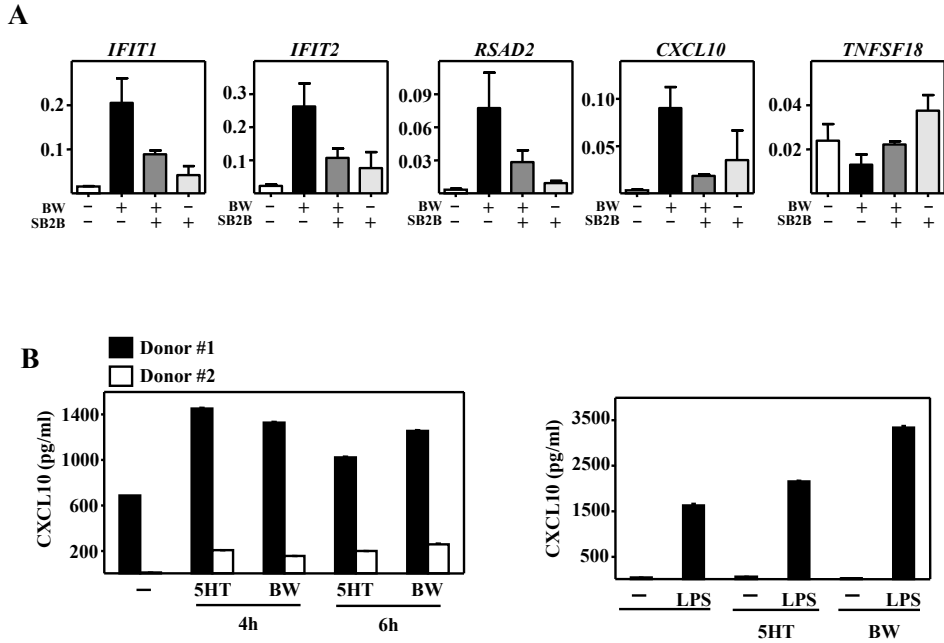 A
IFIT1 IFIT2 RSAD2 CXCL10 TNFSF18
0.2 0.3 0.09 0.10 0.04
0.2
0.1 0.1 0.03 0.05 0.02
BW – + + – – + + – – + + – – + + – – + + –
SB2B – – + + – – + + – – + + – – + + – – + +
B
Donor #1
Donor #2
CXCL10 (pg/ml)
1400
1000
600
200
– 5HT BW 5HT BW
4h 6h
CXCL10 (pg/ml)
3500
2500
1500
500
– LPS – LPS – LPS
5HT BW